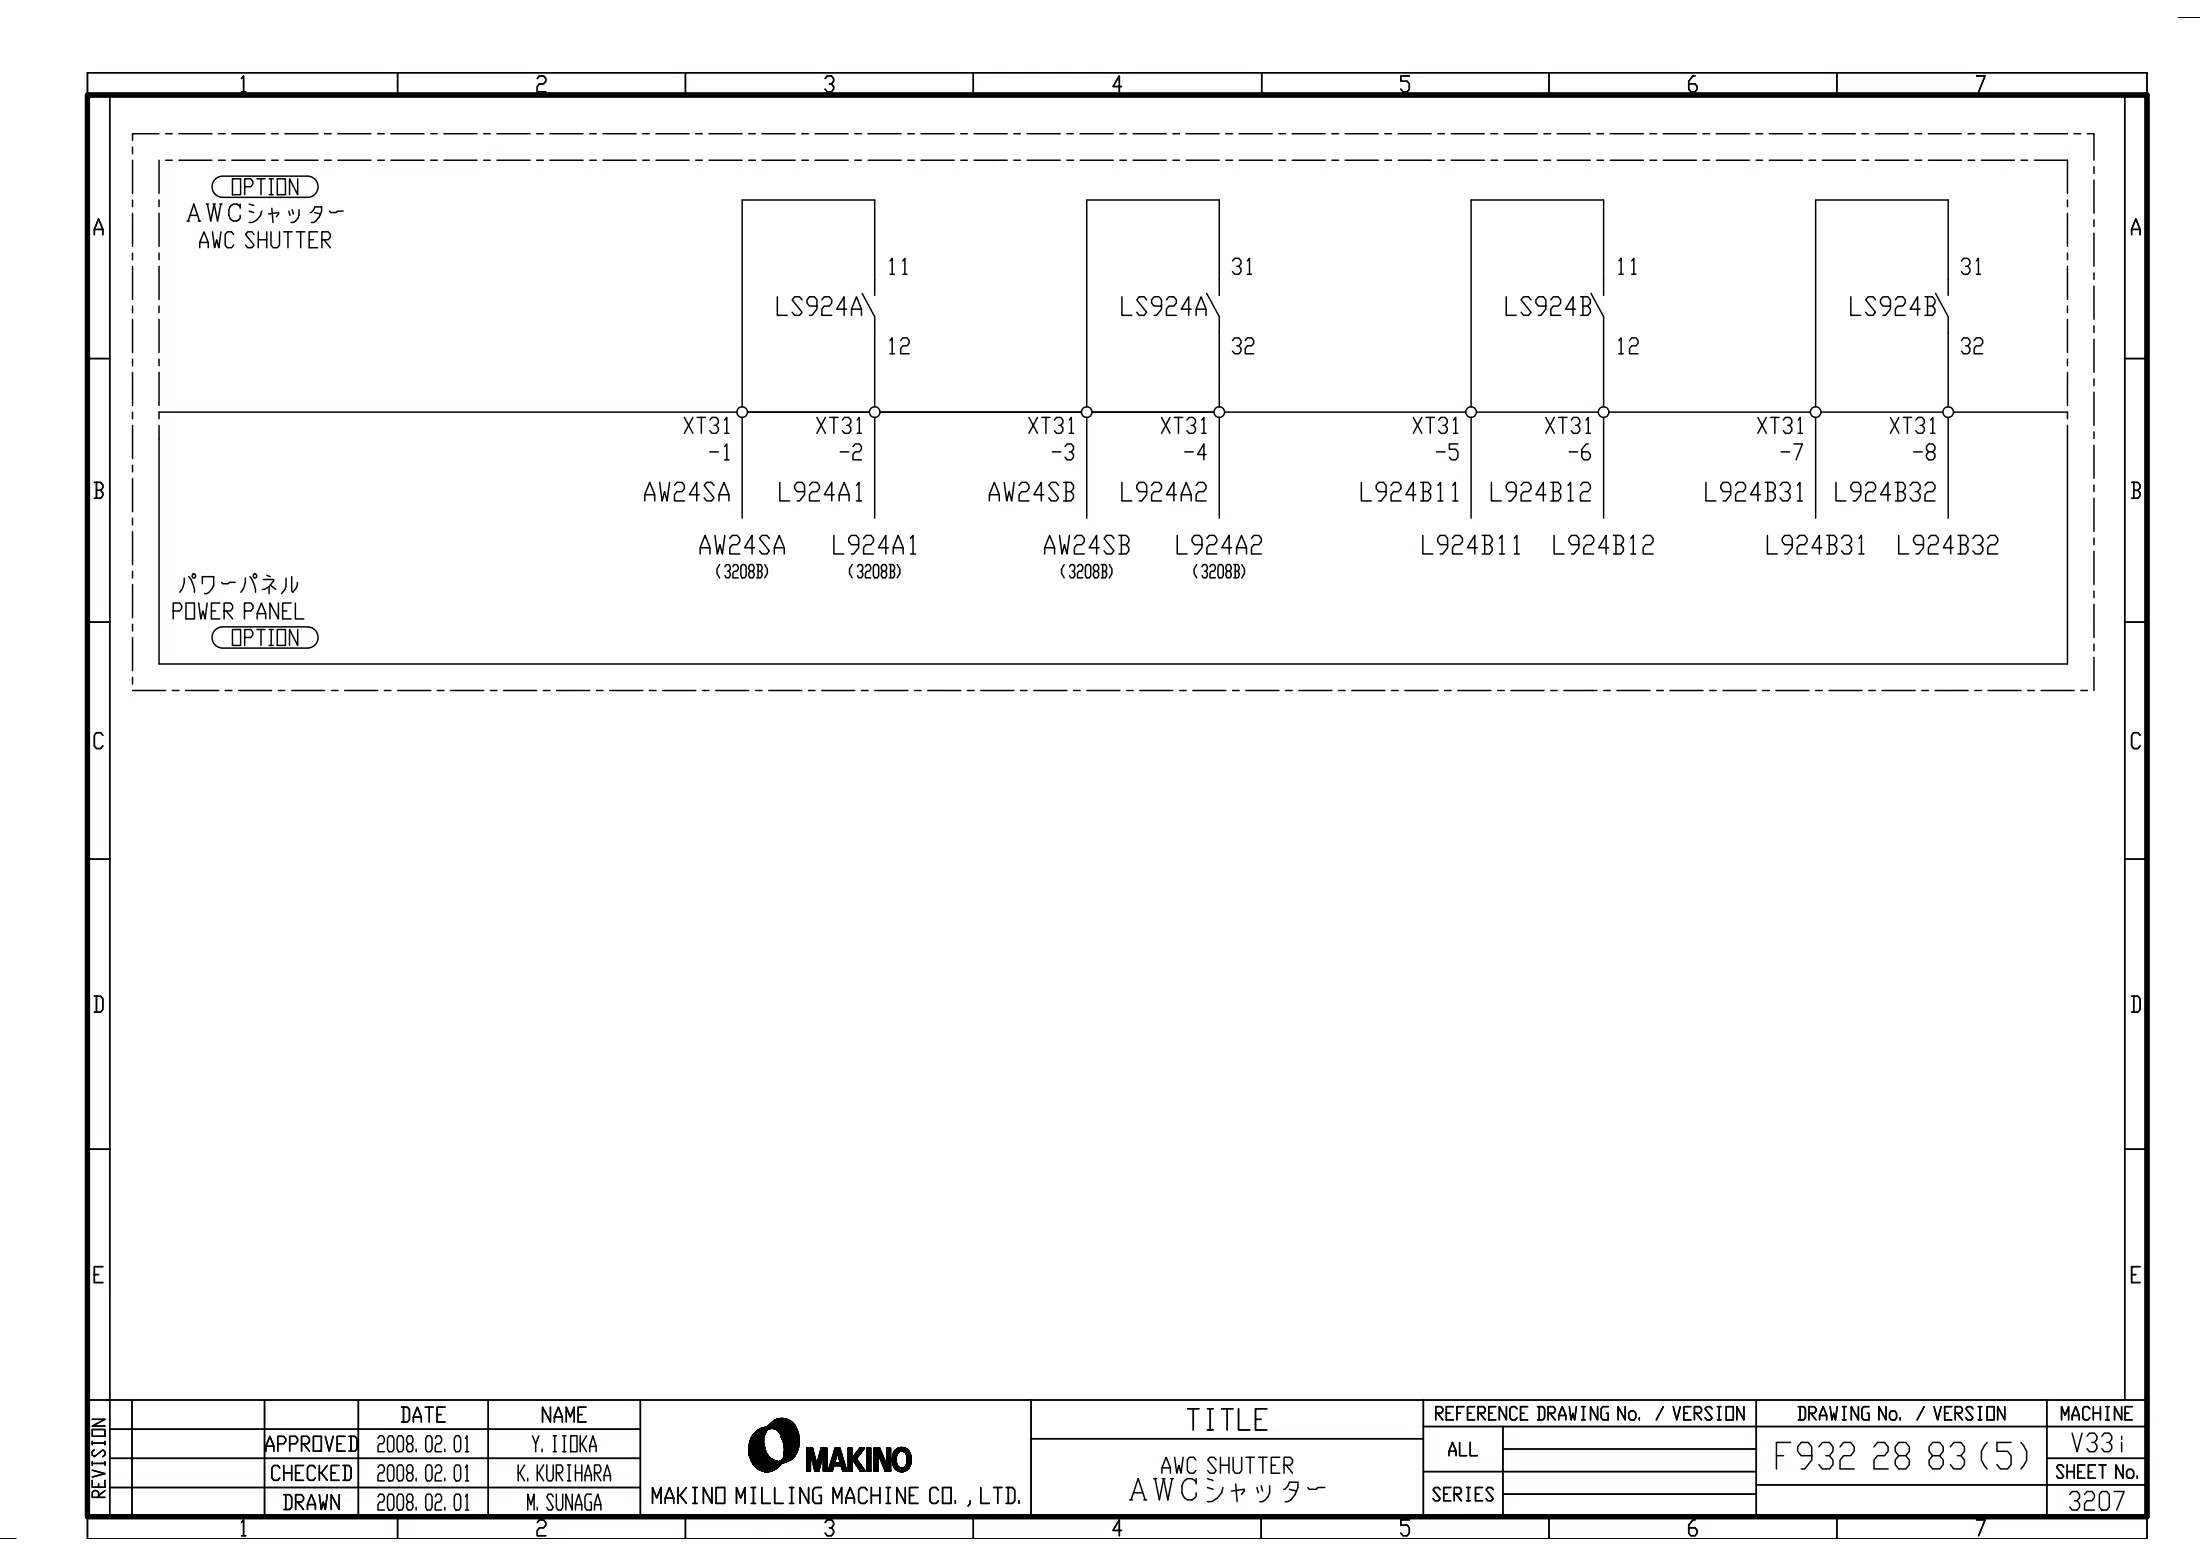 1 2 3 4 5 6 7
A A
OPTION
AWCシャッター
AWC SHUTTER
11 31 11 31
LS924A LS924A LS924B LS924B
12 32 12 32
XT31 XT31 XT31 XT31 XT31 XT31 XT31 XT31
-1 -2 -3 -4 -5 -6 -7 -8
B B
AW24SA L924A1 AW24SB L924A2 L924B11 L924B12 L924B31 L924B32
AW24SA L924A1 AW24SB L924A2 L924B11 L924B12 L924B31 L924B32
(3208B) (3208B) (3208B) (3208B)
パワーパネル
POWER PANEL
OPTION
C C
D D
E E
REVISION
DATE NAME
APPROVED 2008.02.01 Y. IIOKA
CHECKED 2008.02.01 K. KURIHARA
DRAWN 2008.02.01 M. SUNAGA
MAKINO
MAKINO MILLING MACHINE CO.,LTD.
TITLE
AWC SHUTTER
AWCシャッター
REFERENCE DRAWING No. / VERSION
ALL
SERIES
DRAWING No. / VERSION
F932 28 83(5)
MACHINE
V33i
SHEET No.
3207
1 2 3 4 5 6 7